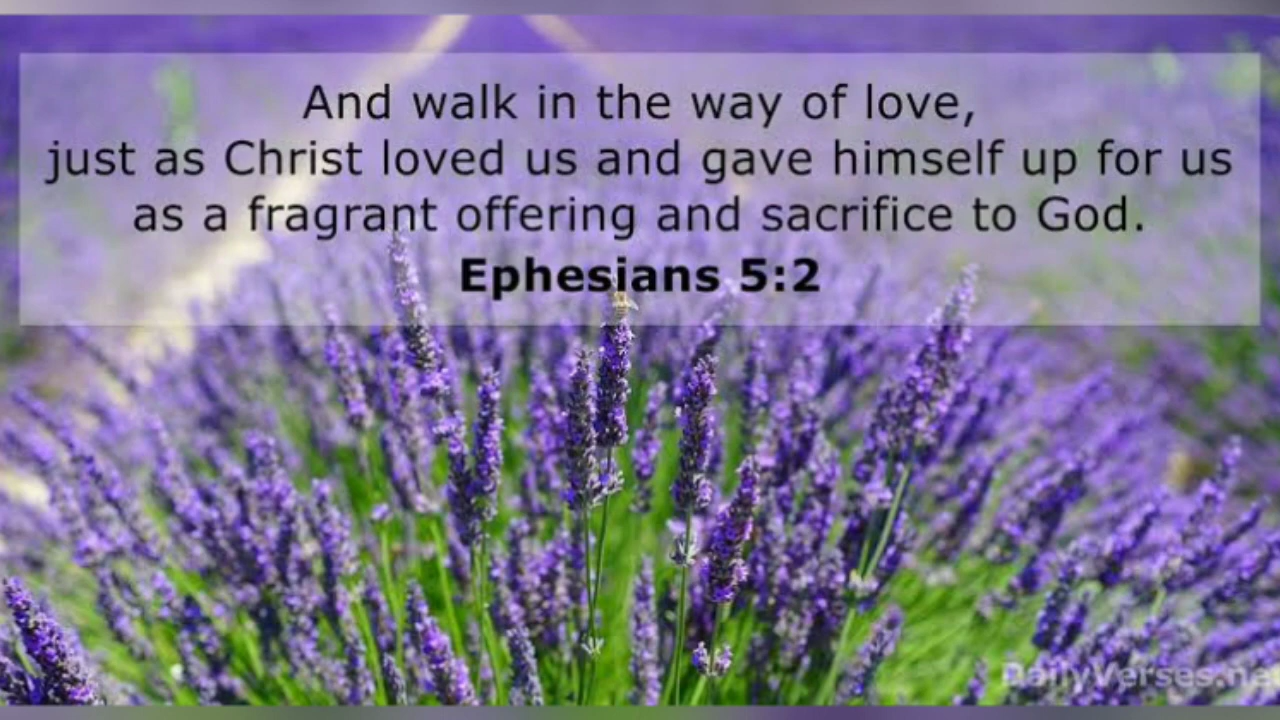 And walk in the way of love,
just as Christ loved us and gave himself up for us
as a fragrant offering and sacrifice to God.
Ephesians 5:2
DailyVerses.net